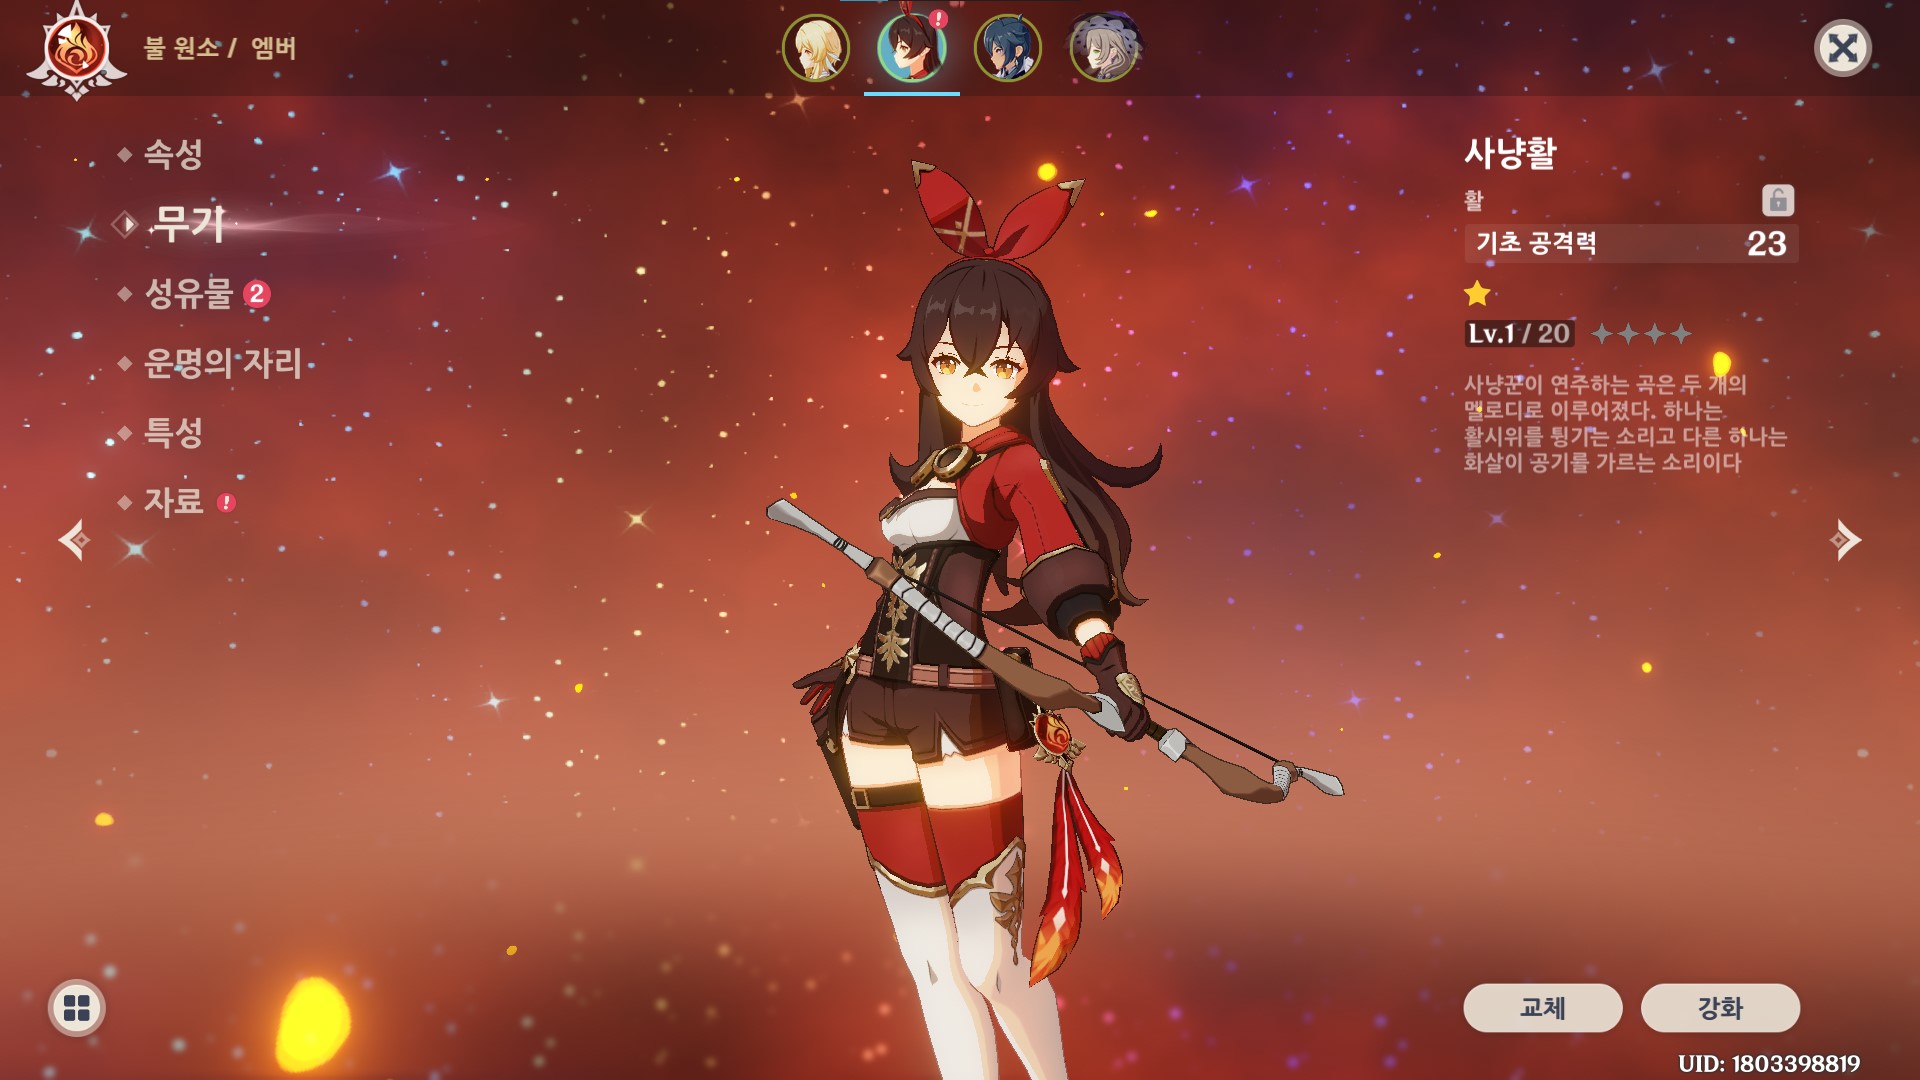 불 원소 / 엠버
속성
무기
성유물 2
운명의 자리
특성
자료 !
사냥활
활
기초 공격력 23
Lv.1 / 20
사냥꾼이 연주하는 곡은 두 개의
멜로디로 이루어졌다. 하나는
활시위를 튕기는 소리고 다른 하나는
화살이 공기를 가르는 소리이다
교체
강화
UID: 1803398819